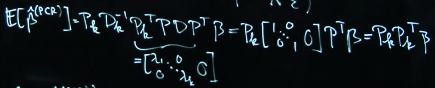 E[β̂^(PCR)] = P_k D_k^{-1} P_k^T P D P^T β = P_k [1 0 ⋱ 0 1 | 0] P^T β = P_k P_k^T β
= [λ_1 0 ⋱ 0 λ_k | 0]